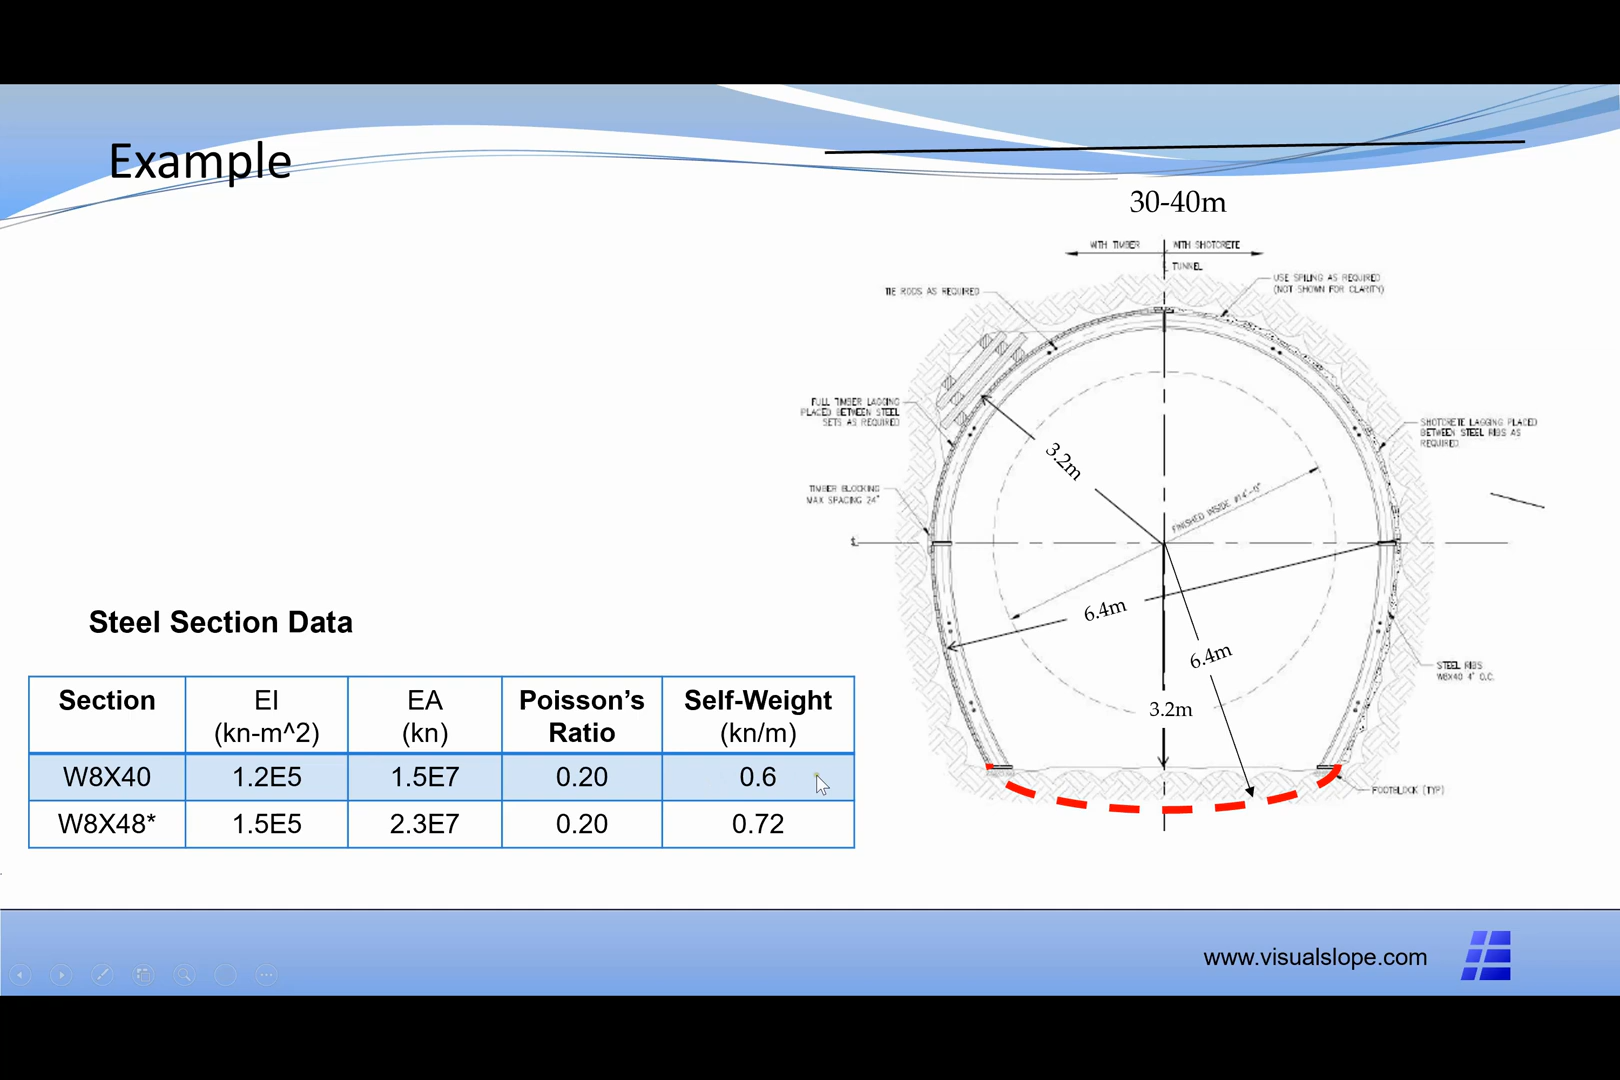 Example
30-40m
WITH TIMBER
WITH SHOTCRETE
TUNNEL
TIE RODS AS REQUIRED
USE SPILING AS REQUIRED
(NOT SHOWN FOR CLARITY)
FULL TIMBER LAGGING
PLACED BETWEEN STEEL
SETS AS REQUIRED
SHOTCRETE LAGGING PLACED
BETWEEN STEEL RIBS AS
REQUIRED
3.2m
TIMBER BLOCKING
MAX SPACING 24"
FINISHED INSIDE Ø14'-0"
6.4m
6.4m
STEEL RIBS
W8X40 4' O.C.
3.2m
FOOTBLOCK (TYP)
Steel Section Data
Section EI (kn-m^2) EA (kn) Poisson's Ratio Self-Weight (kn/m)
W8X40 1.2E5 1.5E7 0.20 0.6
W8X48* 1.5E5 2.3E7 0.20 0.72
www.visualslope.com